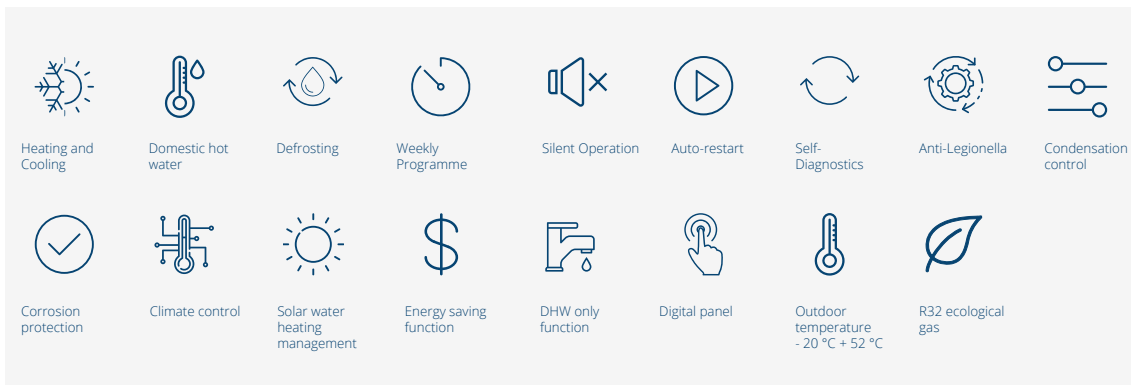 Heating and
Cooling
Domestic hot
water
Defrosting
Weekly
Programme
Silent Operation
Auto-restart
Self-
Diagnostics
Anti-Legionella
Condensation
control
Corrosion
protection
Climate control
Solar water
heating
management
Energy saving
function
DHW only
function
Digital panel
Outdoor
temperature
- 20 °C + 52 °C
R32 ecological
gas